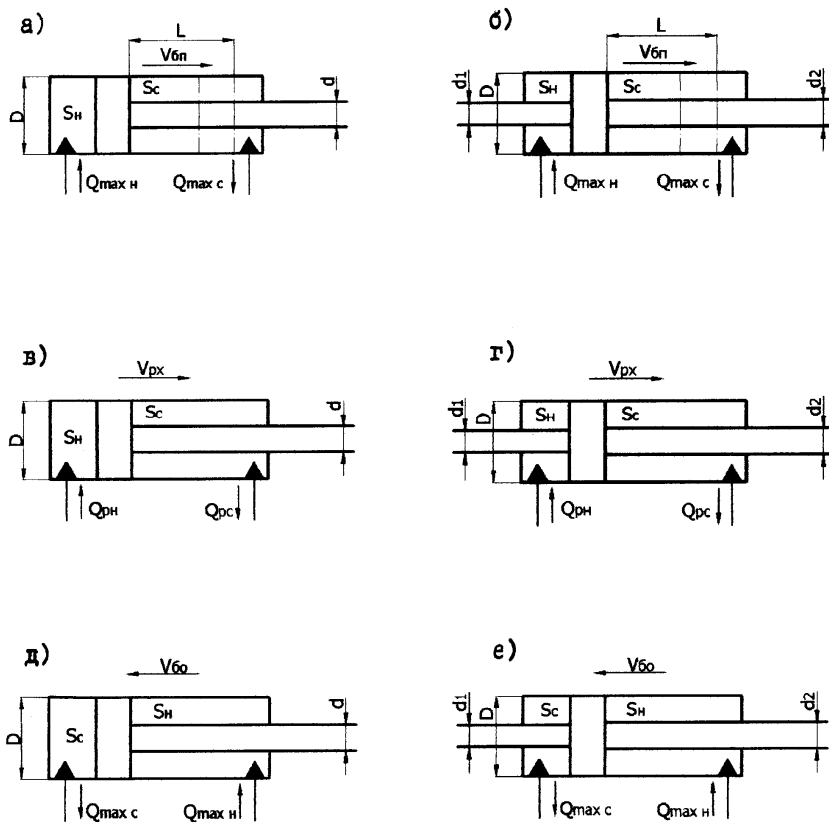 а)
L
Vбп
D
Sн
Sс
d
Qmax н
Qmax с
б)
L
Vбп
d1
D
Sн
Sс
d2
Qmax н
Qmax с
в)
Vрх
D
Sн
Sс
d
Qрн
Qрс
г)
Vрх
d1
D
Sн
Sс
d2
Qрн
Qрс
д)
Vбо
D
Sс
Sн
d
Qmax с
Qmax н
е)
Vбо
d1
D
Sс
Sн
d2
Qmax с
Qmax н